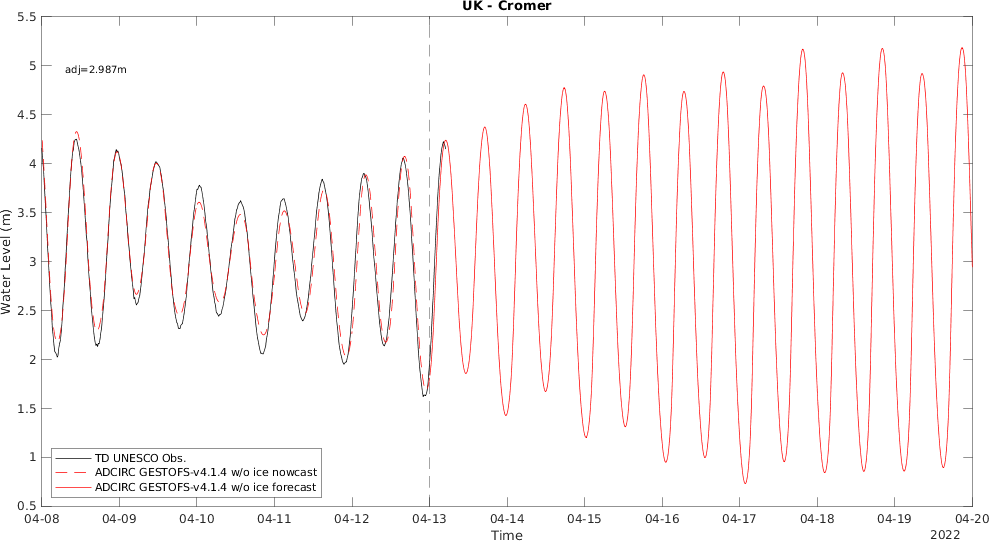 UK - Cromer
adj=2.987m
Water Level (m)
5.5
5
4.5
4
3.5
3
2.5
2
1.5
1
0.5
TD UNESCO Obs.
ADCIRC GESTOFS-v4.1.4 w/o ice nowcast
ADCIRC GESTOFS-v4.1.4 w/o ice forecast
04-08 04-09 04-10 04-11 04-12 04-13 04-14 04-15 04-16 04-17 04-18 04-19 04-20
Time
2022